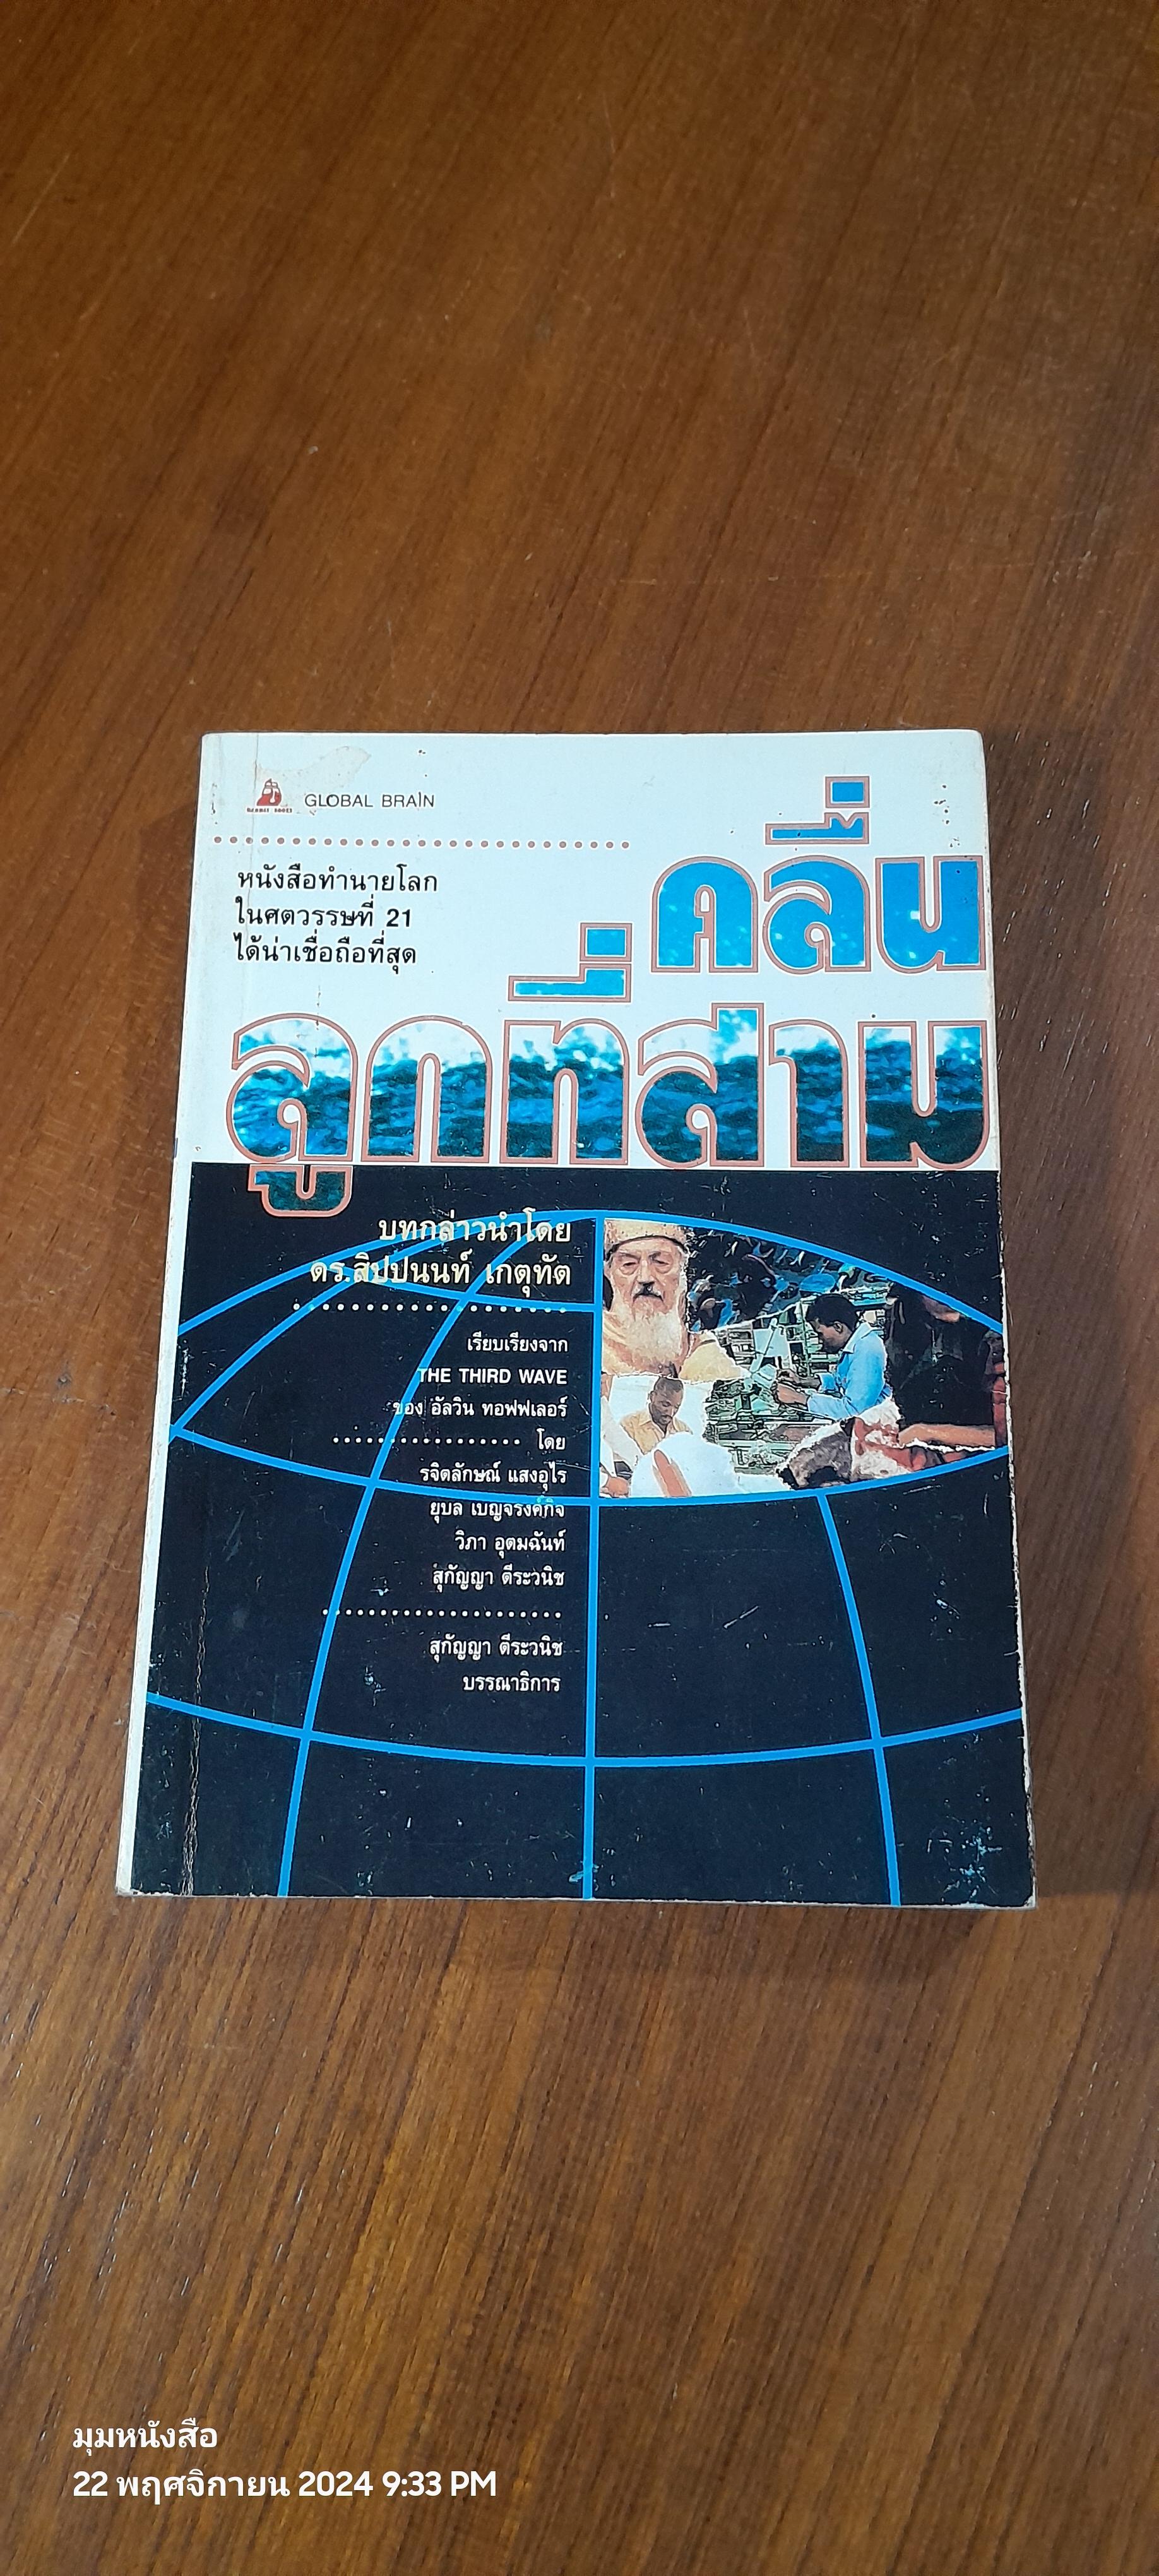 GLOBAL BRAIN
หนังสือทำนายโลก
ในศตวรรษที่ 21
ได้น่าเชื่อถือที่สุด
คลื่น
ลูกที่สาม
บทกล่าวนำโดย
ดร.สิปปนนท์ เกตุทัต
เรียบเรียงจาก
THE THIRD WAVE
ของ อัลวิน ทอฟฟเลอร์
โดย
รจิตลักษณ์ แสงอุไร
ยุบล เบญจรงค์กิจ
วิภา อุตมฉันท์
สุกัญญา ตีระวนิช
สุกัญญา ตีระวนิช
บรรณาธิการ
มุมหนังสือ
22 พฤศจิกายน 2024 9:33 PM